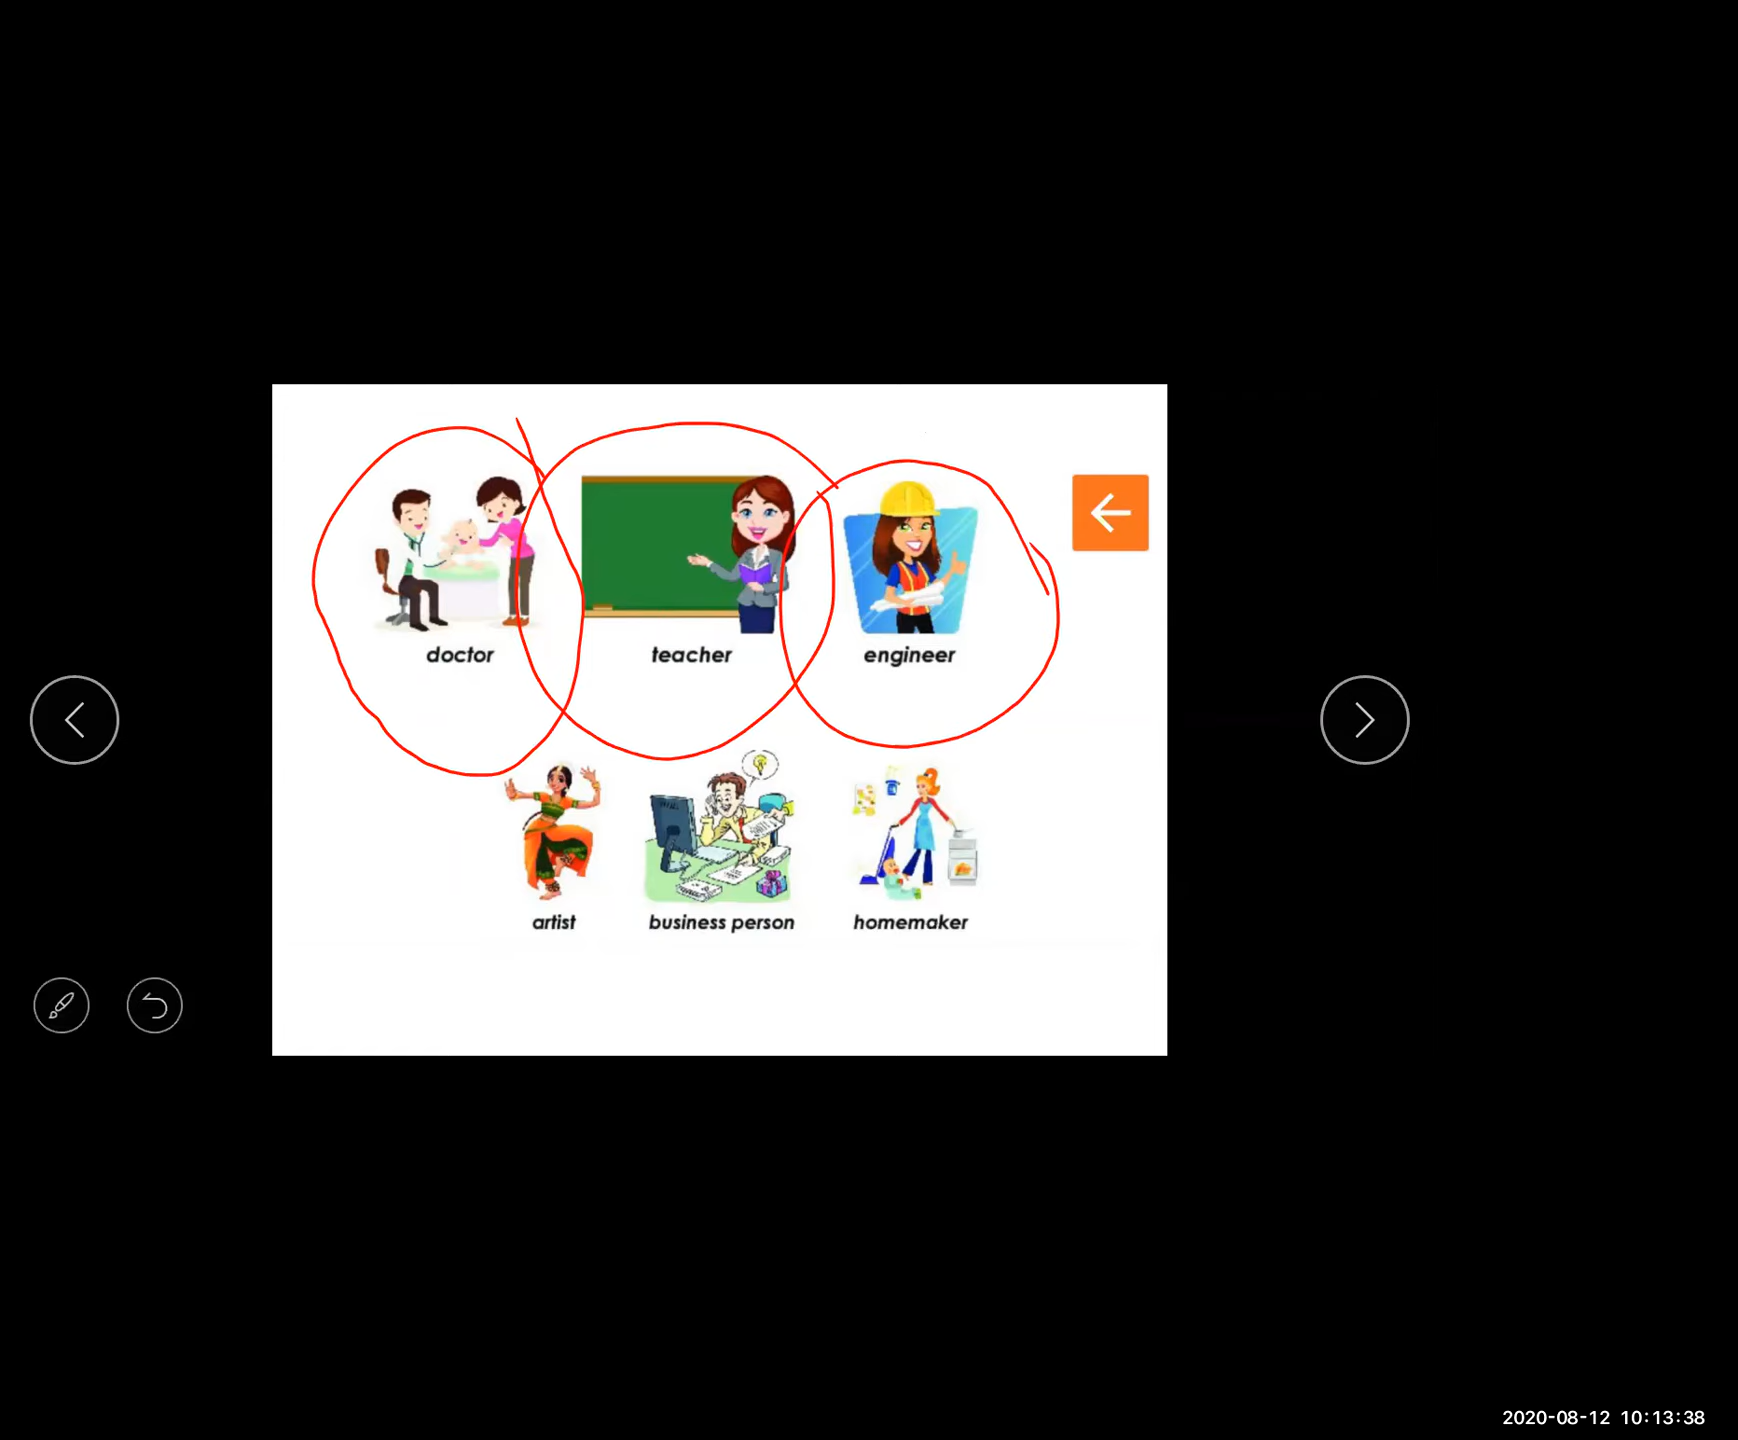 doctor
teacher
engineer
artist
business person
homemaker
2020-08-12 10:13:38